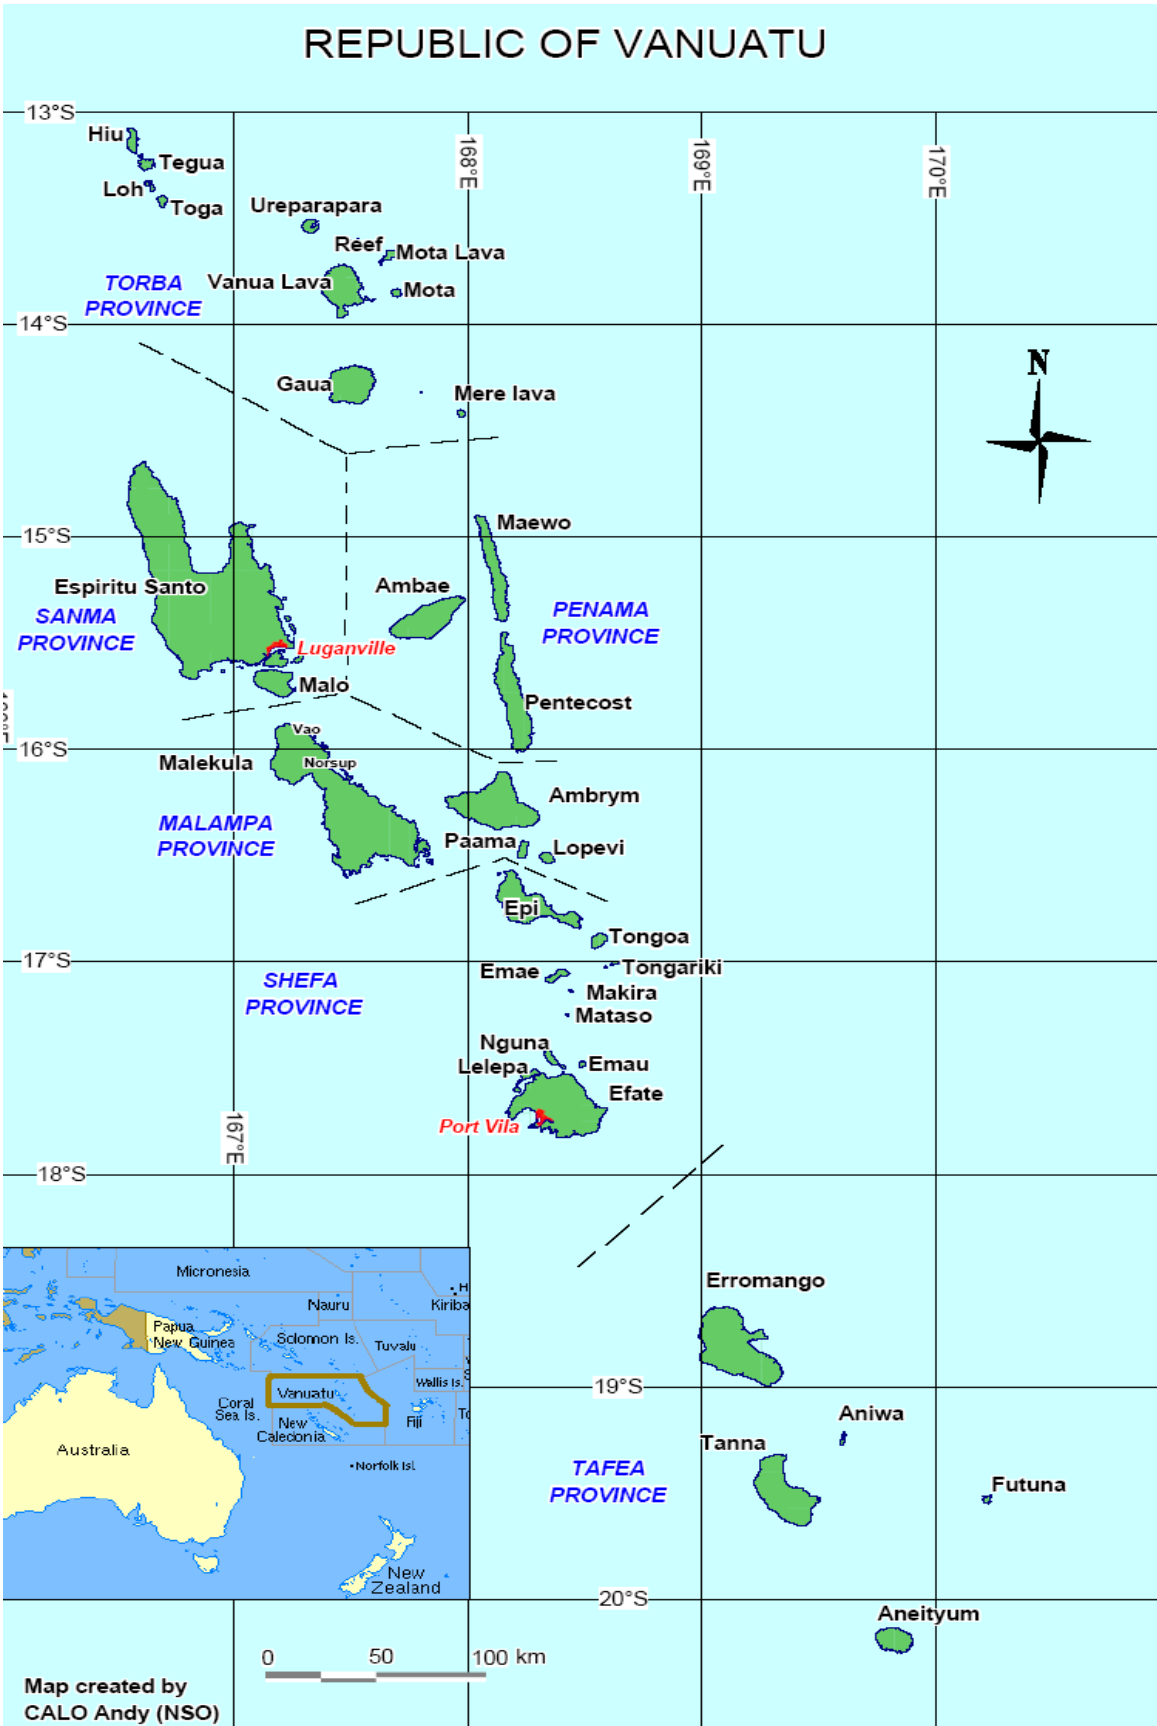 REPUBLIC OF VANUATU
13°S
168°E
169°E
170°E
Hiu
Tegua
Loh
Toga
Ureparapara
Reef
Mota Lava
Vanua Lava
Mota
TORBA
PROVINCE
14°S
N
Gaua
Mere lava
15°S
Maewo
Espiritu Santo
Ambae
SANMA
PROVINCE
PENAMA
PROVINCE
Luganville
Malo
Pentecost
Vao
16°S
Malekula
Norsup
Ambrym
MALAMPA
PROVINCE
Paama
Lopevi
Epi
Tongoa
17°S
Emae
Tongariki
SHEFA
PROVINCE
Makira
Mataso
Nguna
Lelepa
Emau
Efate
Port Vila
167°E
18°S
Micronesia
Nauru
Kiriba
Papua
New Guinea
Solomon Is.
Tuvalu
Wallis Is.
Coral
Sea Is.
Vanuatu
New
Caledonia
Fiji
Australia
Norfolk Isl.
New
Zealand
Erromango
19°S
Aniwa
Tanna
TAFEA
PROVINCE
Futuna
20°S
Aneityum
0 50 100 km
Map created by
CALO Andy (NSO)